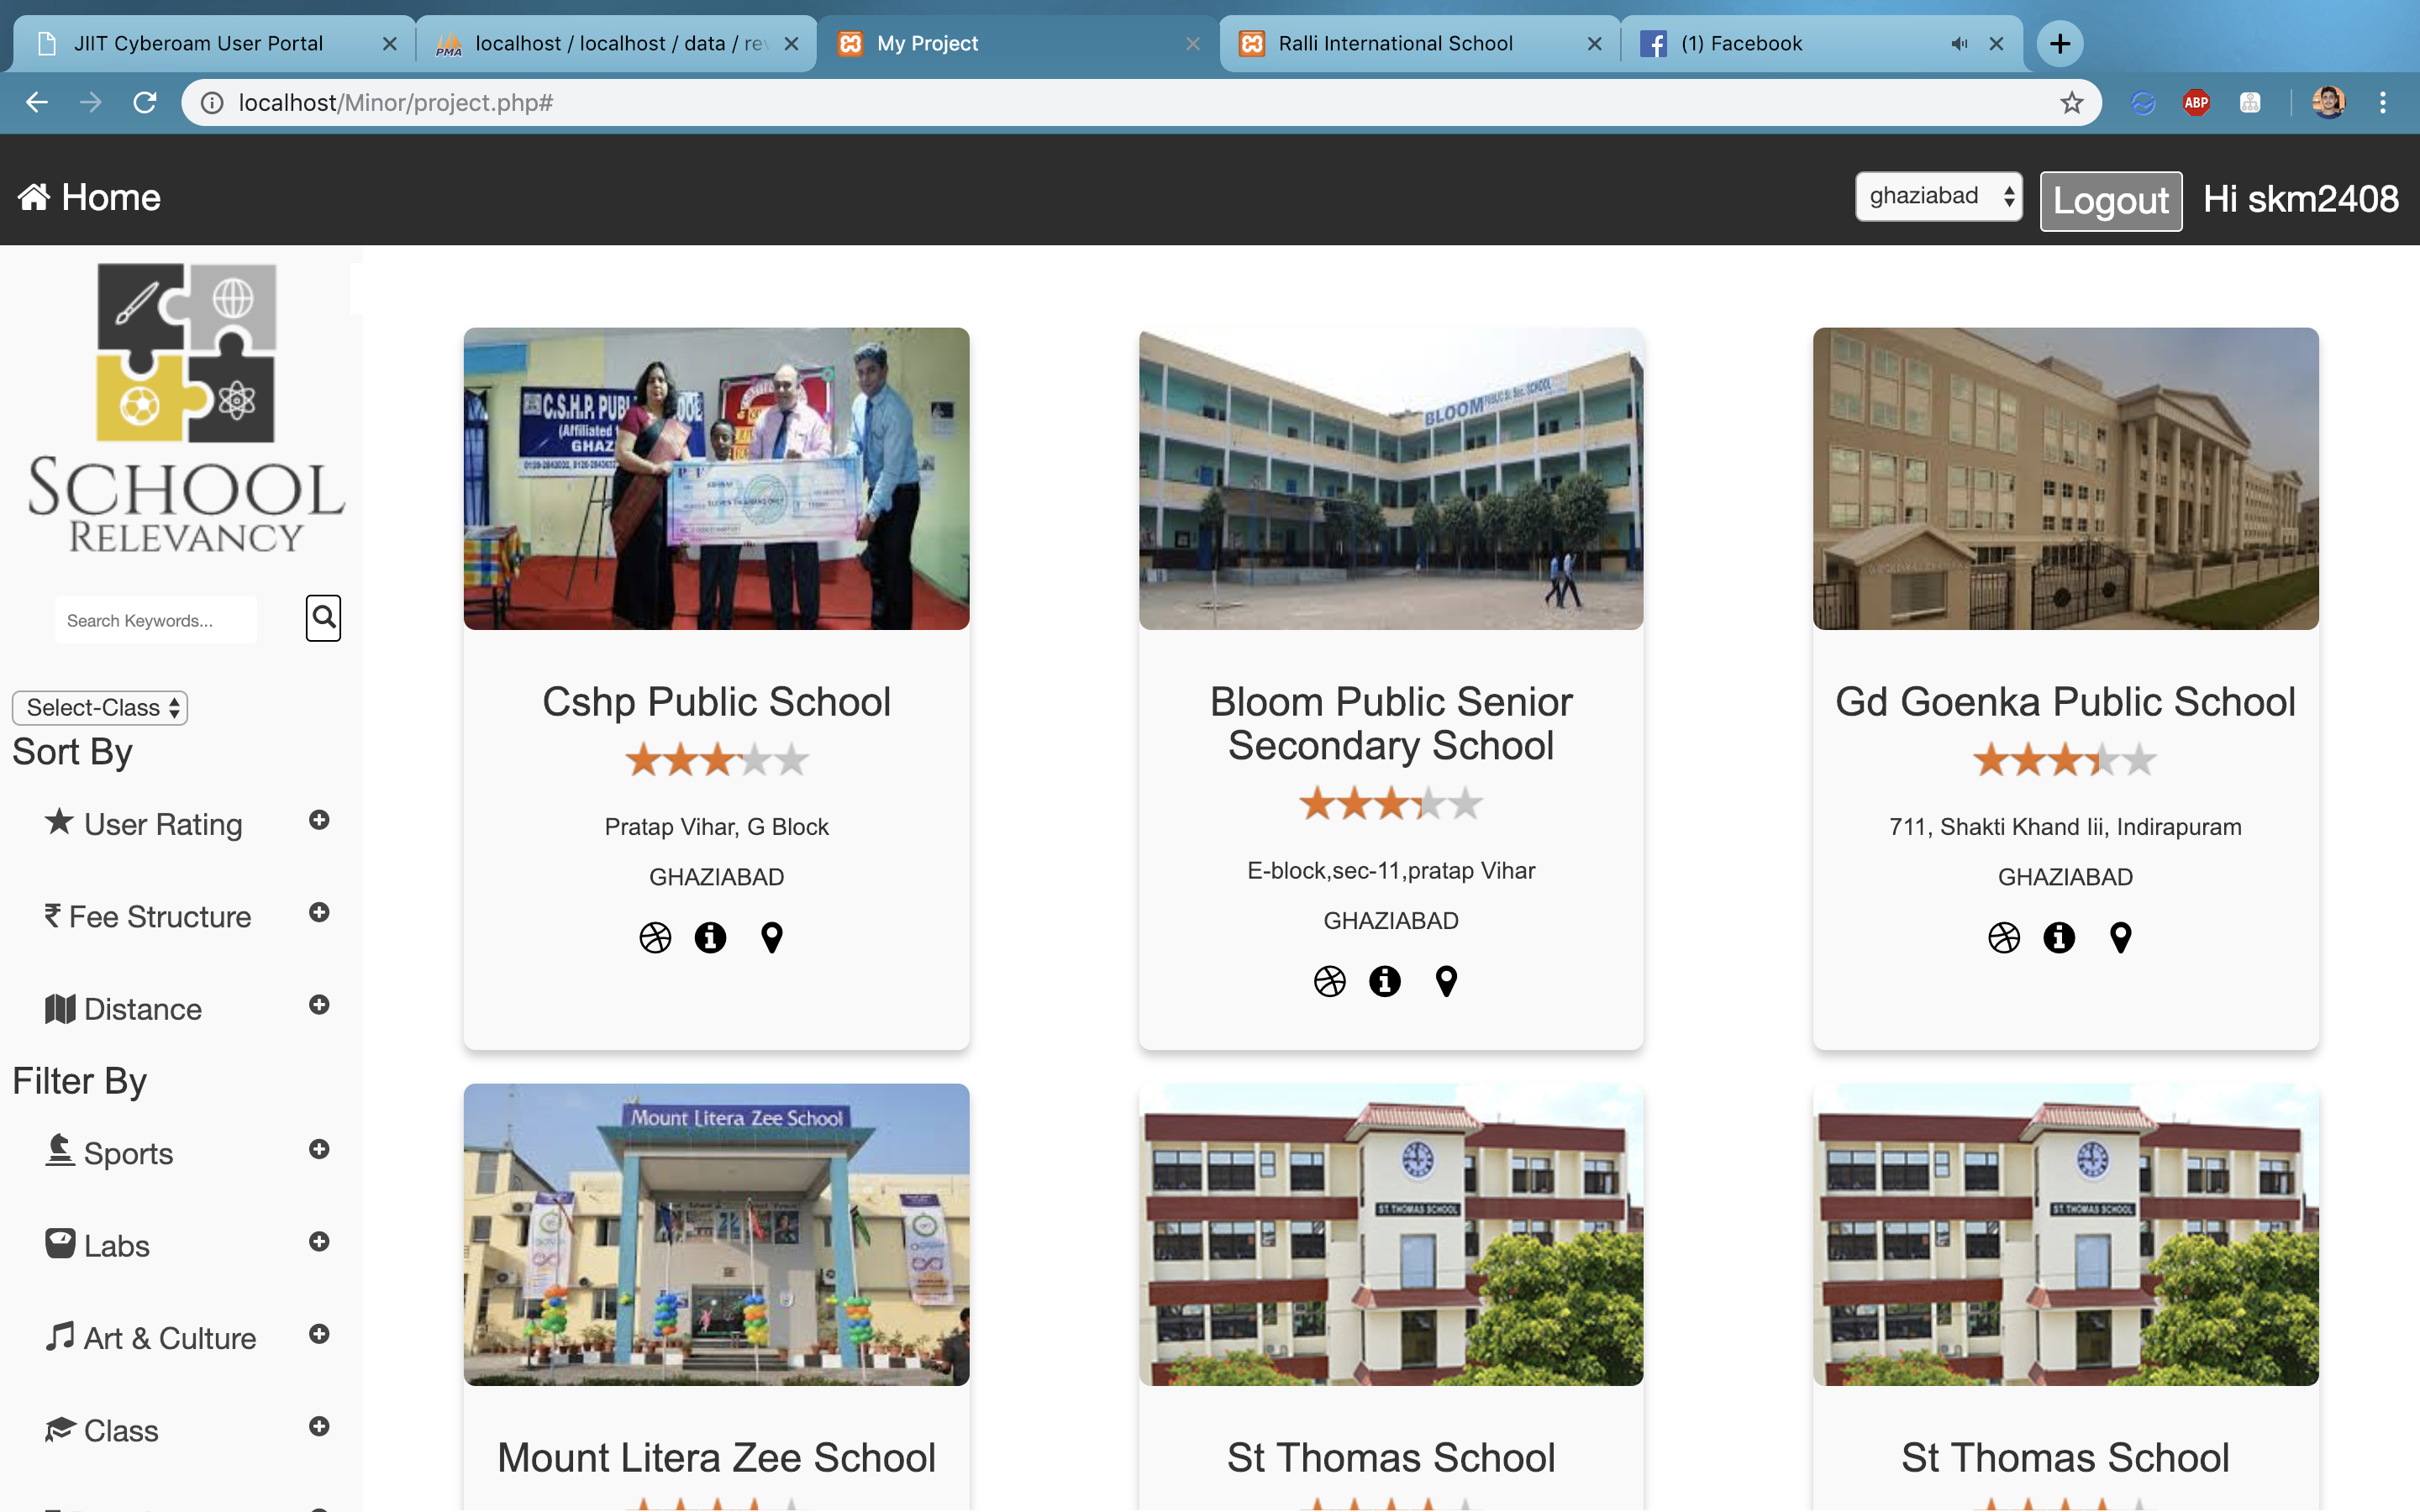 JIIT Cyberoam User Portal
localhost / localhost / data / re
My Project
Ralli International School
(1) Facebook
localhost/Minor/project.php#
ABP
Home
ghaziabad
Logout
Hi skm2408
SCHOOL
RELEVANCY
Search Keywords...
Select-Class
Sort By
User Rating
₹ Fee Structure
Distance
Filter By
Sports
Labs
Art & Culture
Class
C.S.H.P. PUBL
(Affiliated
GHAZ
Cshp Public School
Pratap Vihar, G Block
GHAZIABAD
BLOOM PUBLIC Sr. Sec. SCHOOL
Bloom Public Senior
Secondary School
E-block,sec-11,pratap Vihar
GHAZIABAD
Gd Goenka Public School
711, Shakti Khand Iii, Indirapuram
GHAZIABAD
Mount Litera Zee School
Mount Litera Zee School
ST. THOMAS SCHOOL
St Thomas School
ST. THOMAS SCHOOL
St Thomas School